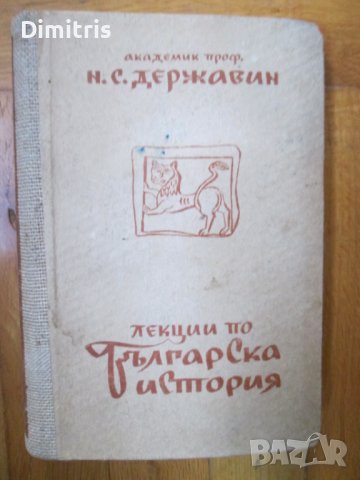 Dimitris
АКАДЕМИК ПРОФ.
Н. С. ДЕРЖАВИН
ЛЕКЦИИ ПО
БЪЛГАРСКА
ИСТОРИЯ
BAZAR